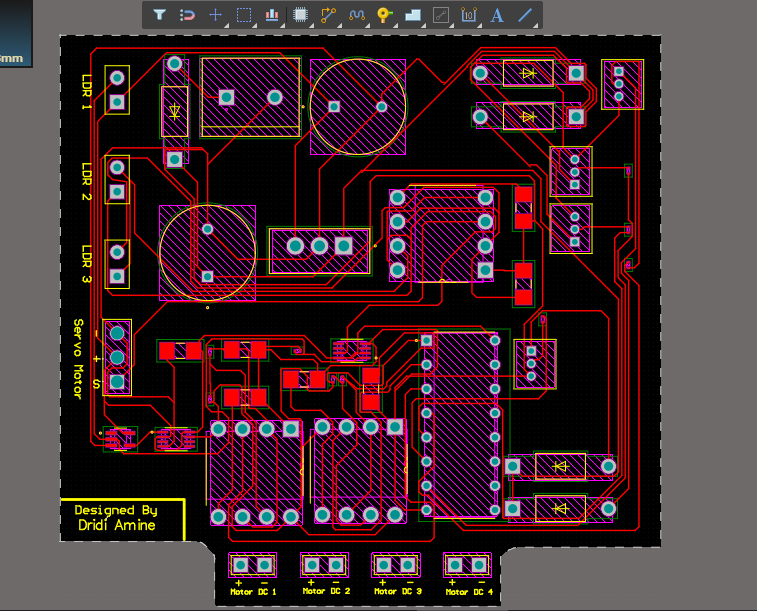 mm
10
A
LDR 1
LDR 2
LDR 3
Servo Motor
- 
+
S
Designed By
Dridi Amine
+ -
Motor DC 1
+ -
Motor DC 2
+ -
Motor DC 3
+ -
Motor DC 4